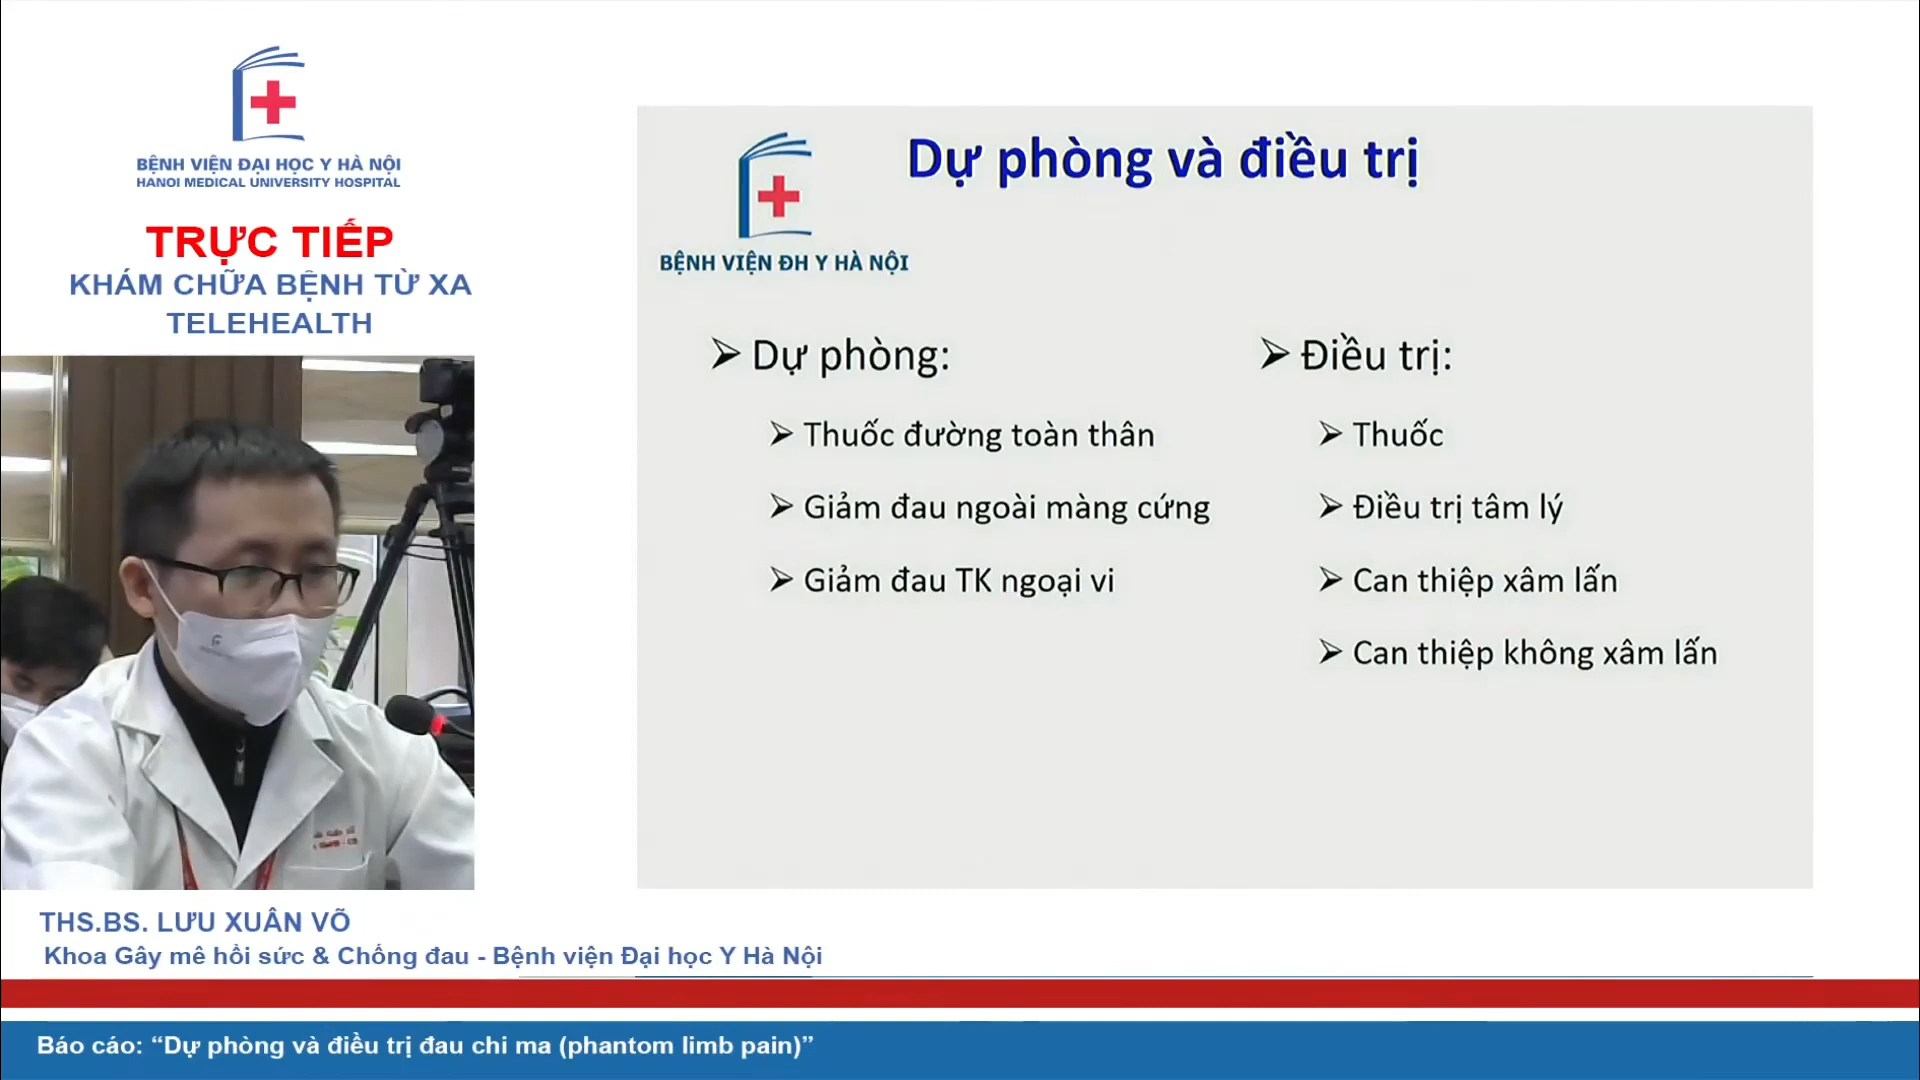 BỆNH VIỆN ĐẠI HỌC Y HÀ NỘI
HANOI MEDICAL UNIVERSITY HOSPITAL
TRỰC TIẾP
KHÁM CHỮA BỆNH TỪ XA
TELEHEALTH
Dự phòng và điều trị
BỆNH VIỆN ĐH Y HÀ NỘI
Dự phòng:
Thuốc đường toàn thân
Giảm đau ngoài màng cứng
Giảm đau TK ngoại vi
Điều trị:
Thuốc
Điều trị tâm lý
Can thiệp xâm lấn
Can thiệp không xâm lấn
THS.BS. LƯU XUÂN VÕ
Khoa Gây mê hồi sức & Chống đau - Bệnh viện Đại học Y Hà Nội
Báo cáo: “Dự phòng và điều trị đau chi ma (phantom limb pain)”